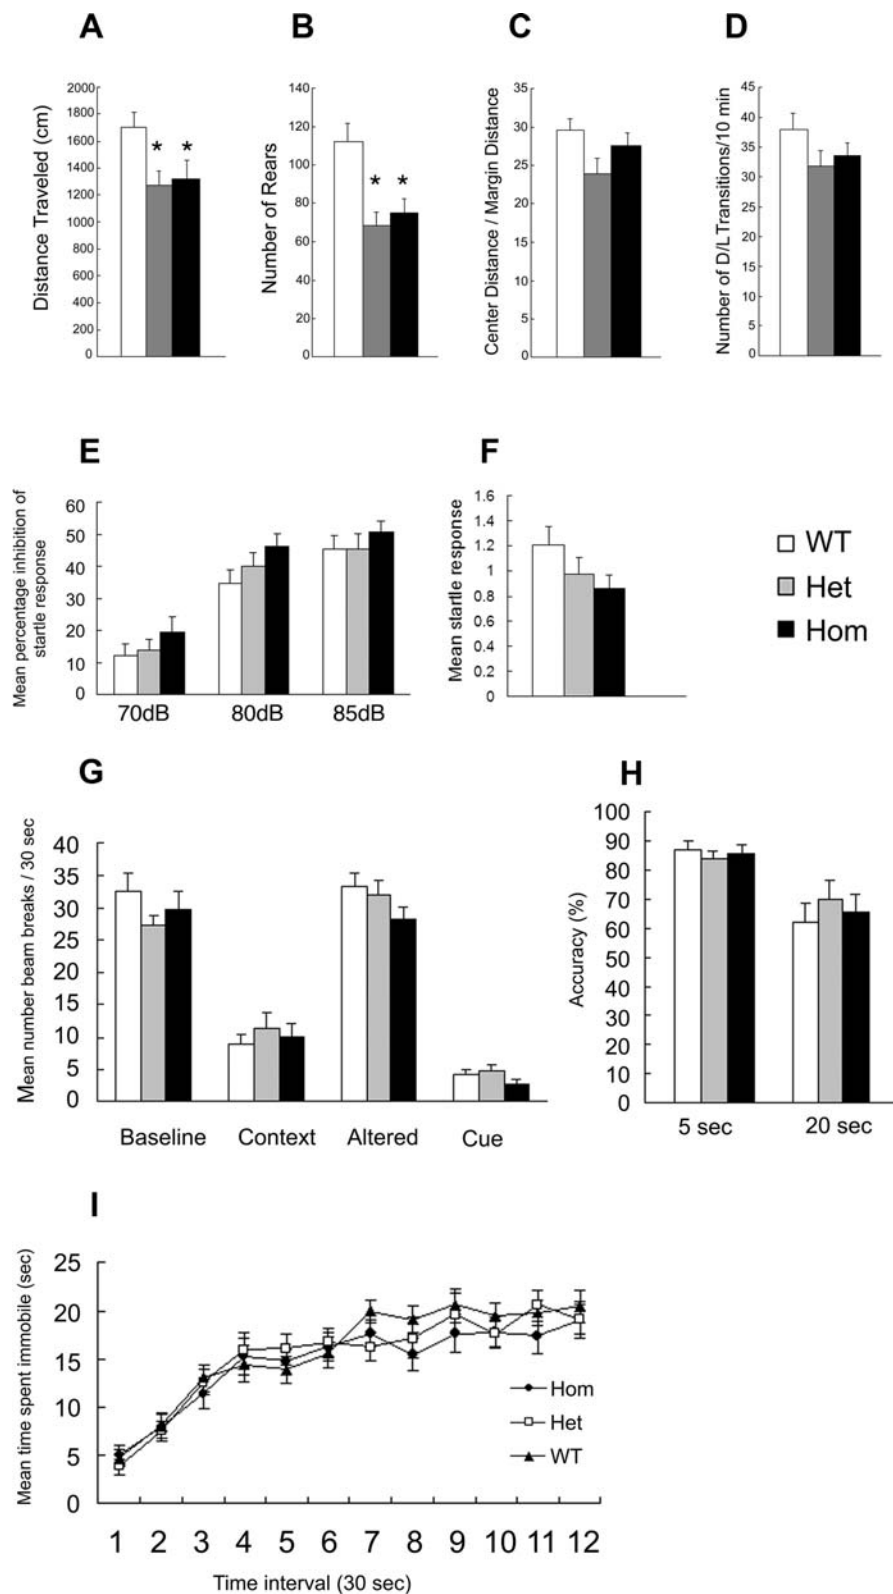 A
B
C
D
Distance Traveled (cm)
2000
1800
1600
1400
1200
1000
800
600
400
200
0
* *
Number of Rears
140
120
100
80
60
40
20
0
* *
Center Distance / Margin Distance
35
30
25
20
15
10
5
0
Number of D/L Transitions/10 min
45
40
35
30
25
20
15
10
5
0
E
F
Mean percentage inhibition of
startle response
60
50
40
30
20
10
0
70dB 80dB 85dB
Mean startle response
1.6
1.4
1.2
1
0.8
0.6
0.4
0.2
0
WT
Het
Hom
G
H
Mean number beam breaks / 30 sec
40
35
30
25
20
15
10
5
0
Baseline Context Altered Cue
Accuracy (%)
100
90
80
70
60
50
40
30
20
10
0
5 sec 20 sec
I
Mean time spent immobile (sec)
25
20
15
10
5
0
Hom
Het
WT
1 2 3 4 5 6 7 8 9 10 11 12
Time interval (30 sec)